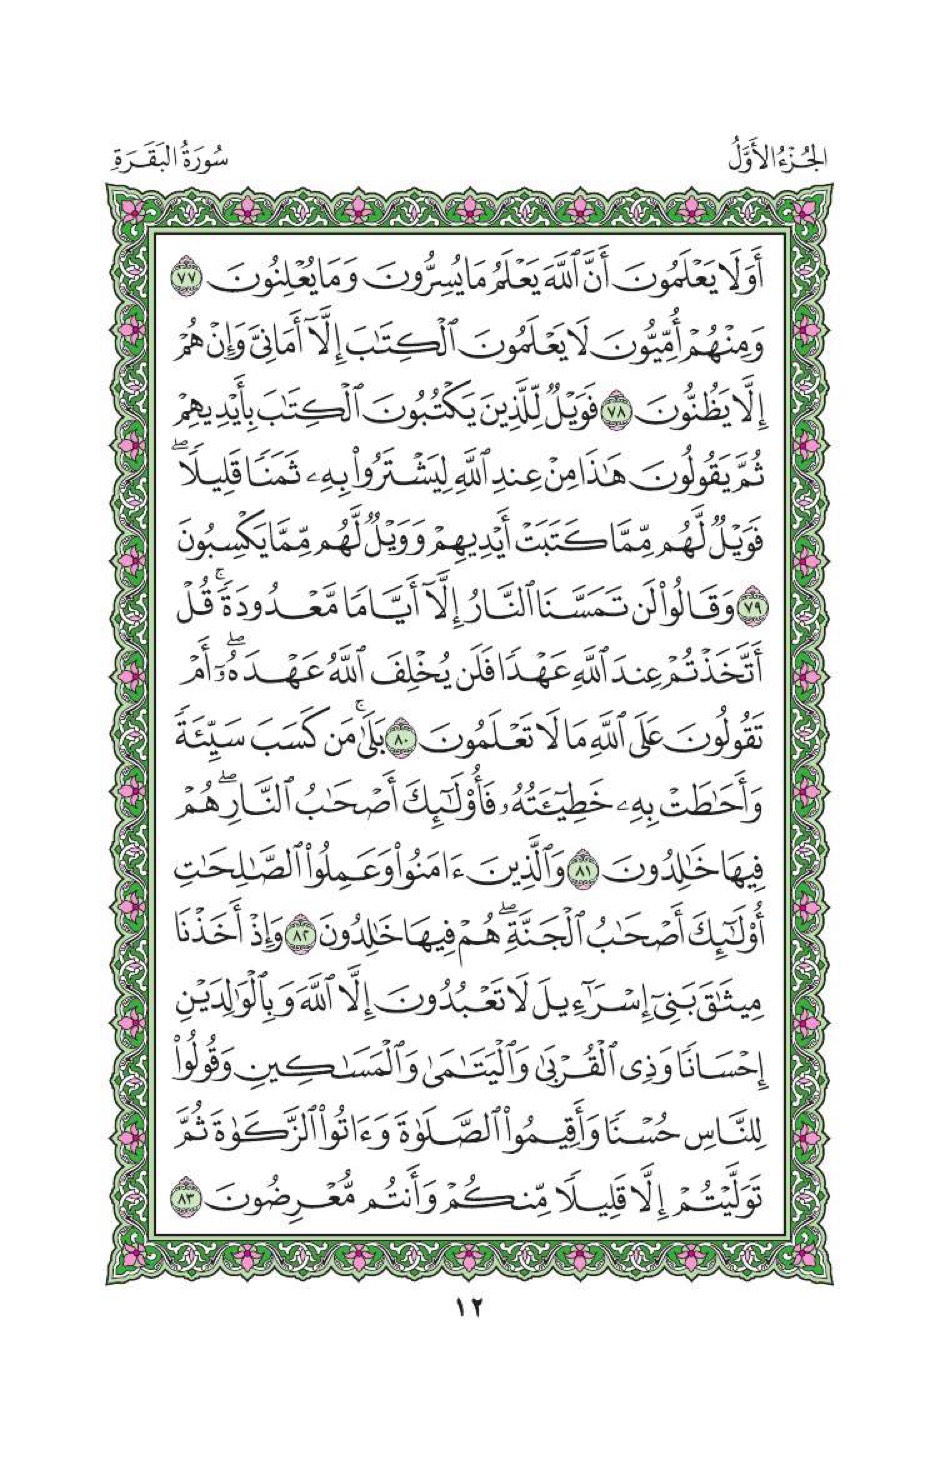 الجُزْءُ الأَوَّلُ
سُورَةُ البَقَرَةِ
أَوَلَا يَعْلَمُونَ أَنَّ ٱللَّهَ يَعْلَمُ مَا يُسِرُّونَ وَمَا يُعْلِنُونَ ٧٧
وَمِنْهُمْ أُمِّيُّونَ لَا يَعْلَمُونَ ٱلْكِتَٰبَ إِلَّآ أَمَانِيَّ وَإِنْ هُمْ
إِلَّا يَظُنُّونَ ٧٨ فَوَيْلٌ لِّلَّذِينَ يَكْتُبُونَ ٱلْكِتَٰبَ بِأَيْدِيهِمْ
ثُمَّ يَقُولُونَ هَٰذَا مِنْ عِندِ ٱللَّهِ لِيَشْتَرُوا۟ بِهِۦ ثَمَنًا قَلِيلًا ۖ
فَوَيْلٌ لَّهُم مِّمَّا كَتَبَتْ أَيْدِيهِمْ وَوَيْلٌ لَّهُم مِّمَّا يَكْسِبُونَ
٧٩ وَقَالُوا۟ لَن تَمَسَّنَا ٱلنَّارُ إِلَّآ أَيَّامًا مَّعْدُودَةً ۚ قُلْ
أَتَّخَذْتُمْ عِندَ ٱللَّهِ عَهْدًا فَلَن يُخْلِفَ ٱللَّهُ عَهْدَهُۥٓ ۖ أَمْ
تَقُولُونَ عَلَى ٱللَّهِ مَا لَا تَعْلَمُونَ ٨٠ بَلَىٰ ۚ مَن كَسَبَ سَيِّئَةً
وَأَحَٰطَتْ بِهِۦ خَطِيٓـَٔتُهُۥ فَأُو۟لَٰٓئِكَ أَصْحَٰبُ ٱلنَّارِ ۖ هُمْ
فِيهَا خَٰلِدُونَ ٨١ وَٱلَّذِينَ ءَامَنُوا۟ وَعَمِلُوا۟ ٱلصَّٰلِحَٰتِ
أُو۟لَٰٓئِكَ أَصْحَٰبُ ٱلْجَنَّةِ ۖ هُمْ فِيهَا خَٰلِدُونَ ٨٢ وَإِذْ أَخَذْنَا
مِيثَٰقَ بَنِىٓ إِسْرَٰٓءِيلَ لَا تَعْبُدُونَ إِلَّا ٱللَّهَ وَبِٱلْوَٰلِدَيْنِ
إِحْسَانًا وَذِى ٱلْقُرْبَىٰ وَٱلْيَتَٰمَىٰ وَٱلْمَسَٰكِينِ وَقُولُوا۟
لِلنَّاسِ حُسْنًا وَأَقِيمُوا۟ ٱلصَّلَوٰةَ وَءَاتُوا۟ ٱلزَّكَوٰةَ ثُمَّ
تَوَلَّيْتُمْ إِلَّا قَلِيلًا مِّنكُمْ وَأَنتُم مُّعْرِضُونَ ٨٣
١٢